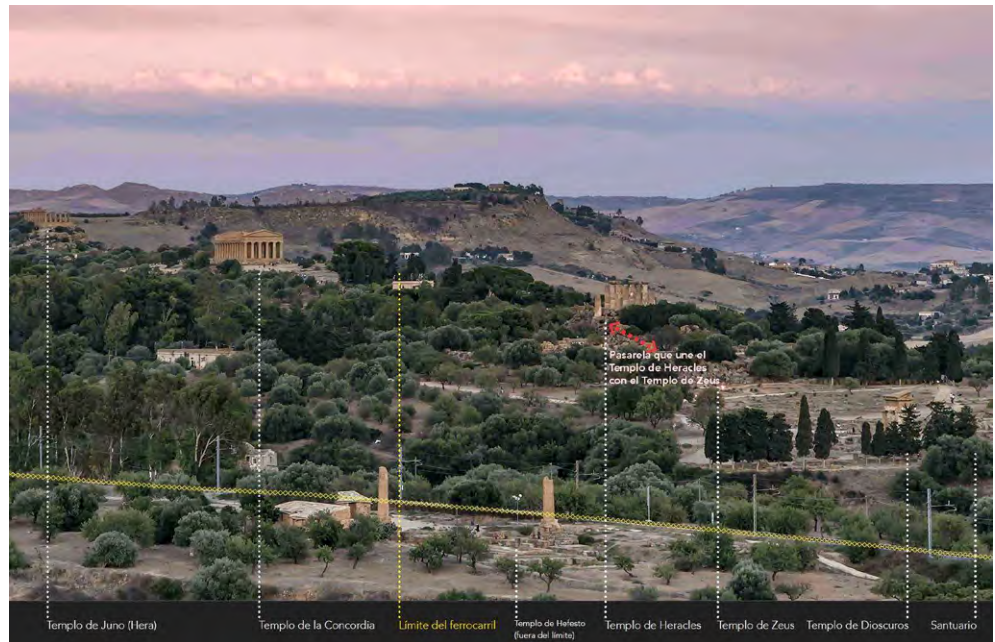 Pasarela que une el
Templo de Heracles
con el Templo de Zeus
Templo de Juno (Hera)
Templo de la Concordia
Límite del ferrocarril
Templo de Hefesto
(fuera del límite)
Templo de Heracles
Templo de Zeus
Templo de Dioscuros
Santuario